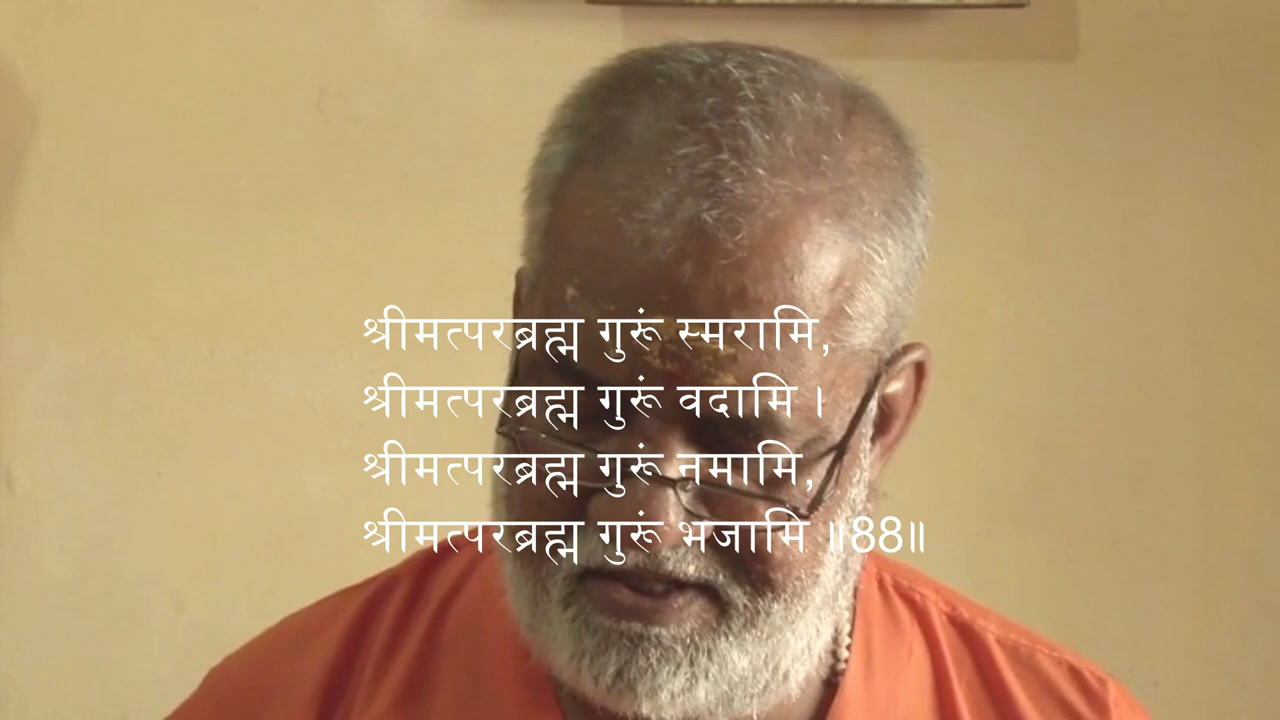 श्रीमत्परब्रह्म गुरूं स्मरामि,
श्रीमत्परब्रह्म गुरूं वदामि ।
श्रीमत्परब्रह्म गुरूं नमामि,
श्रीमत्परब्रह्म गुरूं भजामि ॥88॥